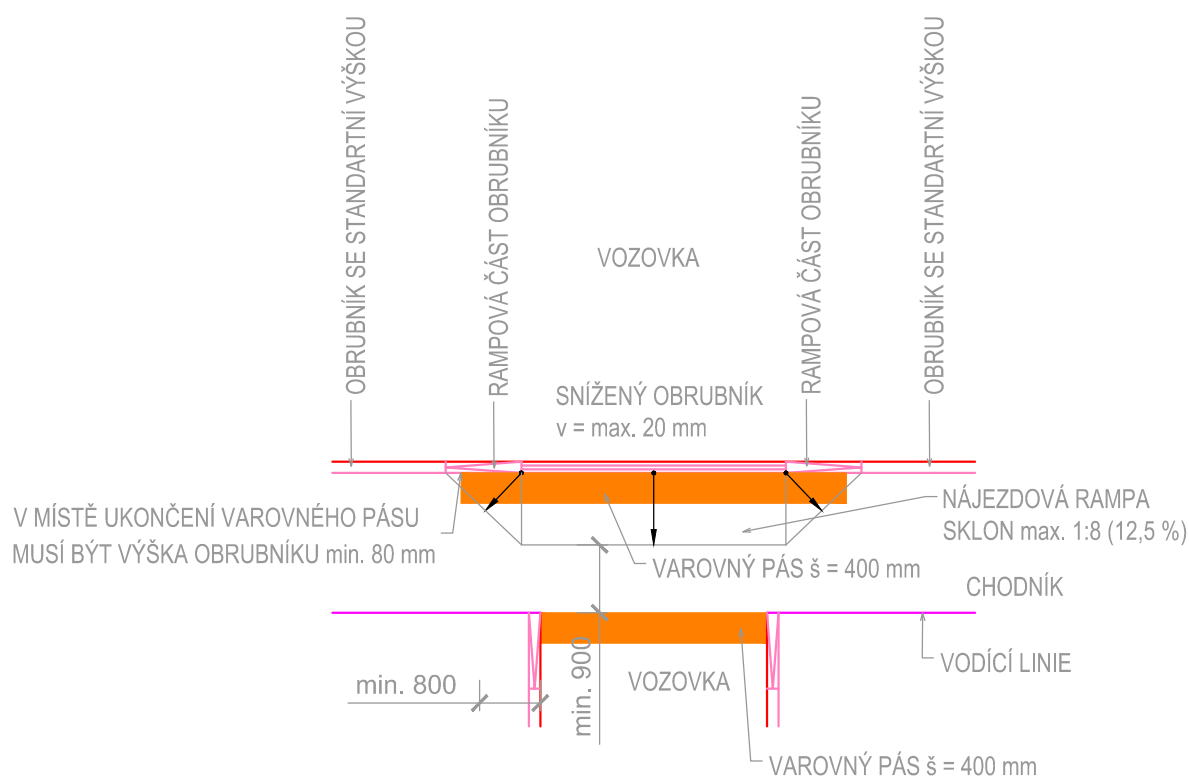 OBRUBNÍK SE STANDARTNÍ VÝŠKOU
RAMPOVÁ ČÁST OBRUBNÍKU
VOZOVKA
RAMPOVÁ ČÁST OBRUBNÍKU
OBRUBNÍK SE STANDARTNÍ VÝŠKOU
SNÍŽENÝ OBRUBNÍK
v = max. 20 mm
V MÍSTĚ UKONČENÍ VAROVNÉHO PÁSU
MUSÍ BÝT VÝŠKA OBRUBNÍKU min. 80 mm
NÁJEZDOVÁ RAMPA
SKLON max. 1:8 (12,5 %)
VAROVNÝ PÁS š = 400 mm
CHODNÍK
min. 900
VODÍCÍ LINIE
min. 800
VOZOVKA
VAROVNÝ PÁS š = 400 mm